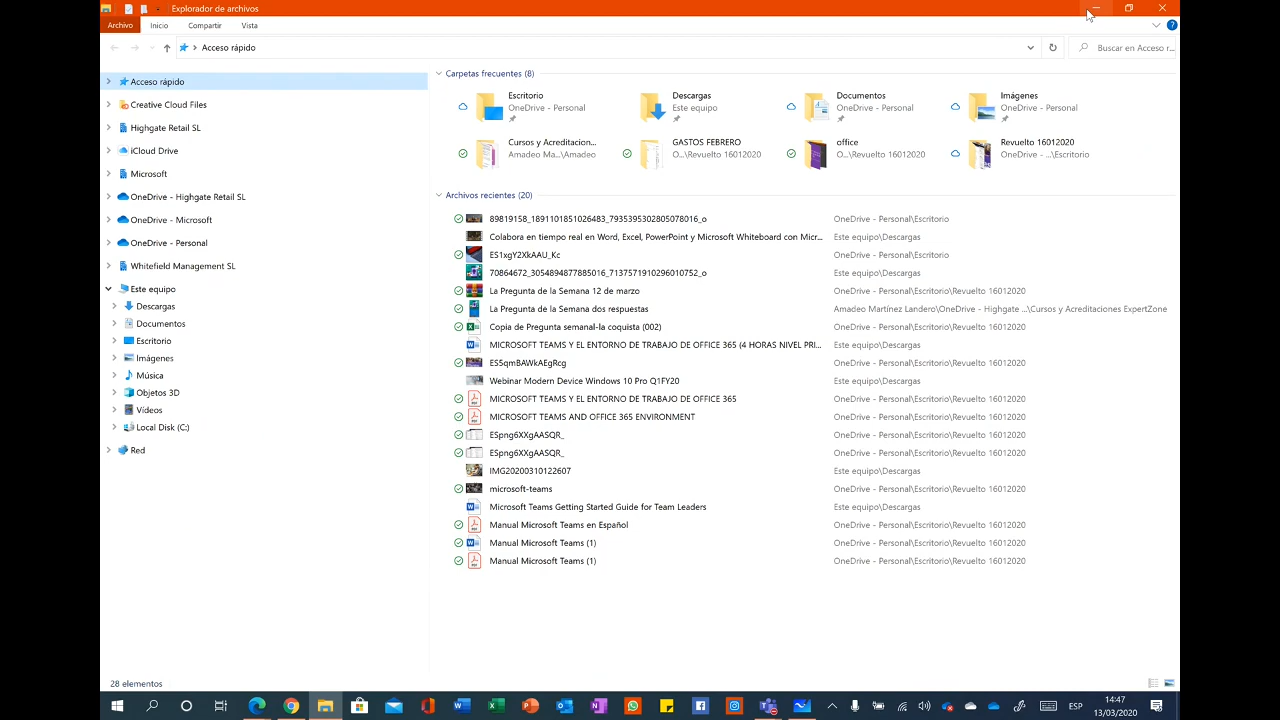 Explorador de archivos
Archivo Inicio Compartir Vista
Acceso rápido
Buscar en Acceso r...
Acceso rápido
Creative Cloud Files
Highgate Retail SL
iCloud Drive
Microsoft
OneDrive - Highgate Retail SL
OneDrive - Microsoft
OneDrive - Personal
Whitefield Management SL
Este equipo
Descargas
Documentos
Escritorio
Imágenes
Música
Objetos 3D
Vídeos
Local Disk (C:)
Red
Carpetas frecuentes (8)
Escritorio
OneDrive - Personal
Descargas
Este equipo
Documentos
OneDrive - Personal
Imágenes
OneDrive - Personal
Cursos y Acreditacion...
Amadeo Ma...\Amadeo
GASTOS FEBRERO
O...\Revuelto 16012020
office
O...\Revuelto 16012020
Revuelto 16012020
OneDrive - ...\Escritorio
Archivos recientes (20)
89819158_1891101851026483_7935395302805078016_o OneDrive - Personal\Escritorio
Colabora en tiempo real en Word, Excel, PowerPoint y Microsoft Whiteboard con Micr... Este equipo\Descargas
ES1xgY2XkAAU_Kc OneDrive - Personal\Escritorio
70864672_3054894877885016_7137571910296010752_o Este equipo\Descargas
La Pregunta de la Semana 12 de marzo OneDrive - Personal\Escritorio\Revuelto 16012020
La Pregunta de la Semana dos respuestas Amadeo Martínez Landero\OneDrive - Highgate ...\Cursos y Acreditaciones ExpertZone
Copia de Pregunta semanal-la coquista (002) OneDrive - Personal\Escritorio\Revuelto 16012020
MICROSOFT TEAMS Y EL ENTORNO DE TRABAJO DE OFFICE 365 (4 HORAS NIVEL PRI... Este equipo\Descargas
ES5qmBAWkAEgRcg OneDrive - Personal\Escritorio\Revuelto 16012020
Webinar Modern Device Windows 10 Pro Q1FY20 Este equipo\Descargas
MICROSOFT TEAMS Y EL ENTORNO DE TRABAJO DE OFFICE 365 OneDrive - Personal\Escritorio\Revuelto 16012020
MICROSOFT TEAMS AND OFFICE 365 ENVIRONMENT OneDrive - Personal\Escritorio\Revuelto 16012020
ESpng6XXgAASQR_ OneDrive - Personal\Escritorio\Revuelto 16012020
ESpng6XXgAASQR_ OneDrive - Personal\Escritorio\Revuelto 16012020
IMG20200310122607 Este equipo\Descargas
microsoft-teams OneDrive - Personal\Escritorio\Revuelto 16012020
Microsoft Teams Getting Started Guide for Team Leaders Este equipo\Descargas
Manual Microsoft Teams en Español OneDrive - Personal\Escritorio\Revuelto 16012020
Manual Microsoft Teams (1) OneDrive - Personal\Escritorio\Revuelto 16012020
Manual Microsoft Teams (1) OneDrive - Personal\Escritorio\Revuelto 16012020
28 elementos
ESP
14:47
13/03/2020